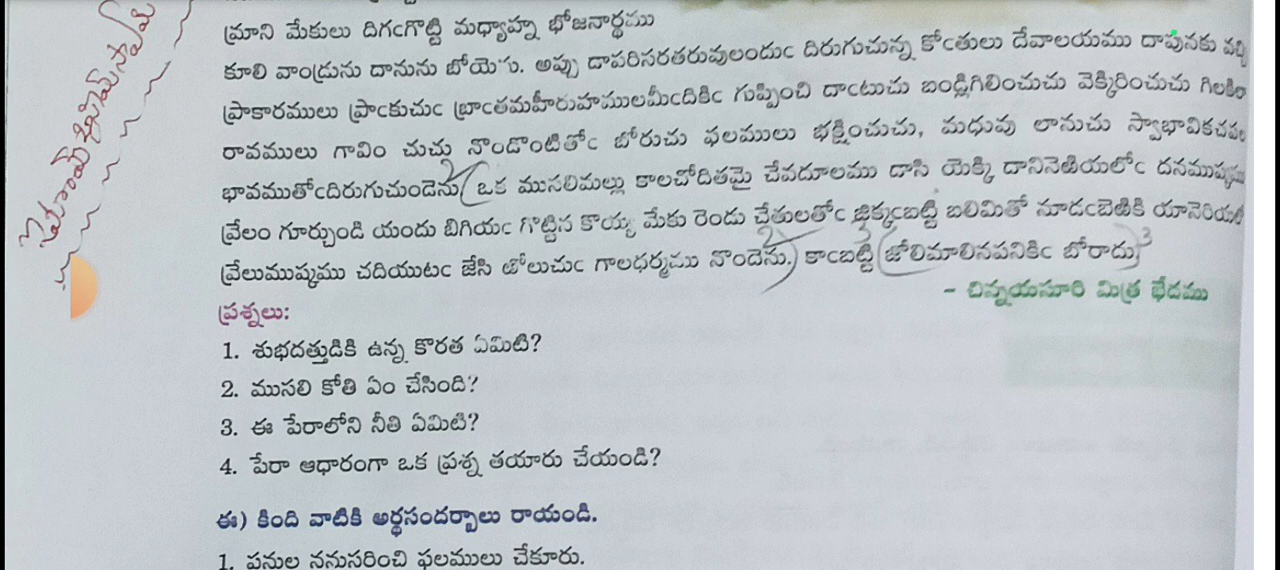 మ్రాని మేకులు దిగఁగొట్టి మధ్యాహ్న భోజనార్థము
కూలి వాండ్రును దానును బోయెను. అప్పు డాపరిసరతరువులందుఁ దిరుగుచున్న కోఁతులు దేవాలయము దాపునకు వచ్చి
ప్రాకారములు ప్రాఁకుచుఁ బ్రాఁతమహీరుహములమీఁదికిఁ గుప్పించి దాఁటుచు బండ్లిగిలించుచు వెక్కిరించుచు గిలకిలా
రావములు గావిం చుచ్చు నొండొంటితోఁ బోరుచు ఫలములు భక్షించుచు, మధువు లానుచు స్వాభావికచపల
భావముతోఁదిరుగుచుండెను ఒక ముసలిమల్లు కాలచోదితమై చేవదూలము దాసి యెక్కి దానినెఱియలోఁ దనముష్కము
వ్రేలం గూర్చుండి యందు బిగియఁ గొట్టిన కొయ్య మేకు రెండు చేతులతోఁ జిక్కఁబట్టి బలిమితో నూడఁబెఱికి యానెరియలో
వ్రేలుముష్కము చదియుటఁ జేసి తోలుచుఁ గాలధర్మము నొందెను. కాఁబట్టి జోలిమాలినపనికిఁ బోరాదు
- చిన్నయసూరి మిత్ర భేదము
ప్రశ్నలు:
1. శుభదత్తుడికి ఉన్న కొరత ఏమిటి?
2. ముసలి కోతి ఏం చేసింది?
3. ఈ పేరాలోని నీతి ఏమిటి?
4. పేరా ఆధారంగా ఒక ప్రశ్న తయారు చేయండి?
ఈ) కింది వాటికి అర్థసందర్భాలు రాయండి.
1. పనుల ననుసరించి ఫలములు చేకూరు.